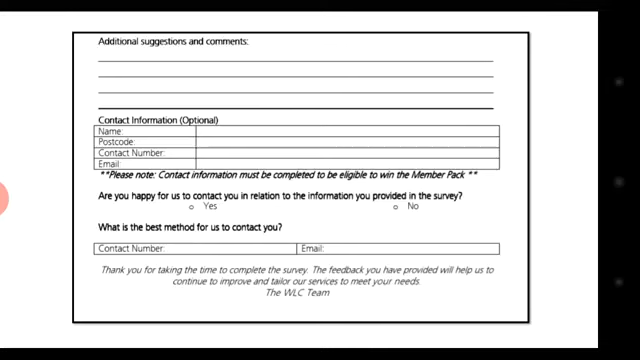 Additional suggestions and comments:
Contact Information (Optional)
Name:
Postcode:
Contact Number:
Email:
**Please note: Contact information must be completed to be eligible to win the Member Pack **
Are you happy for us to contact you in relation to the information you provided in the survey?
o Yes o No
What is the best method for us to contact you?
Contact Number: Email:
Thank you for taking the time to complete the survey. The feedback you have provided will help us to
continue to improve and tailor our services to meet your needs.
The WLC Team